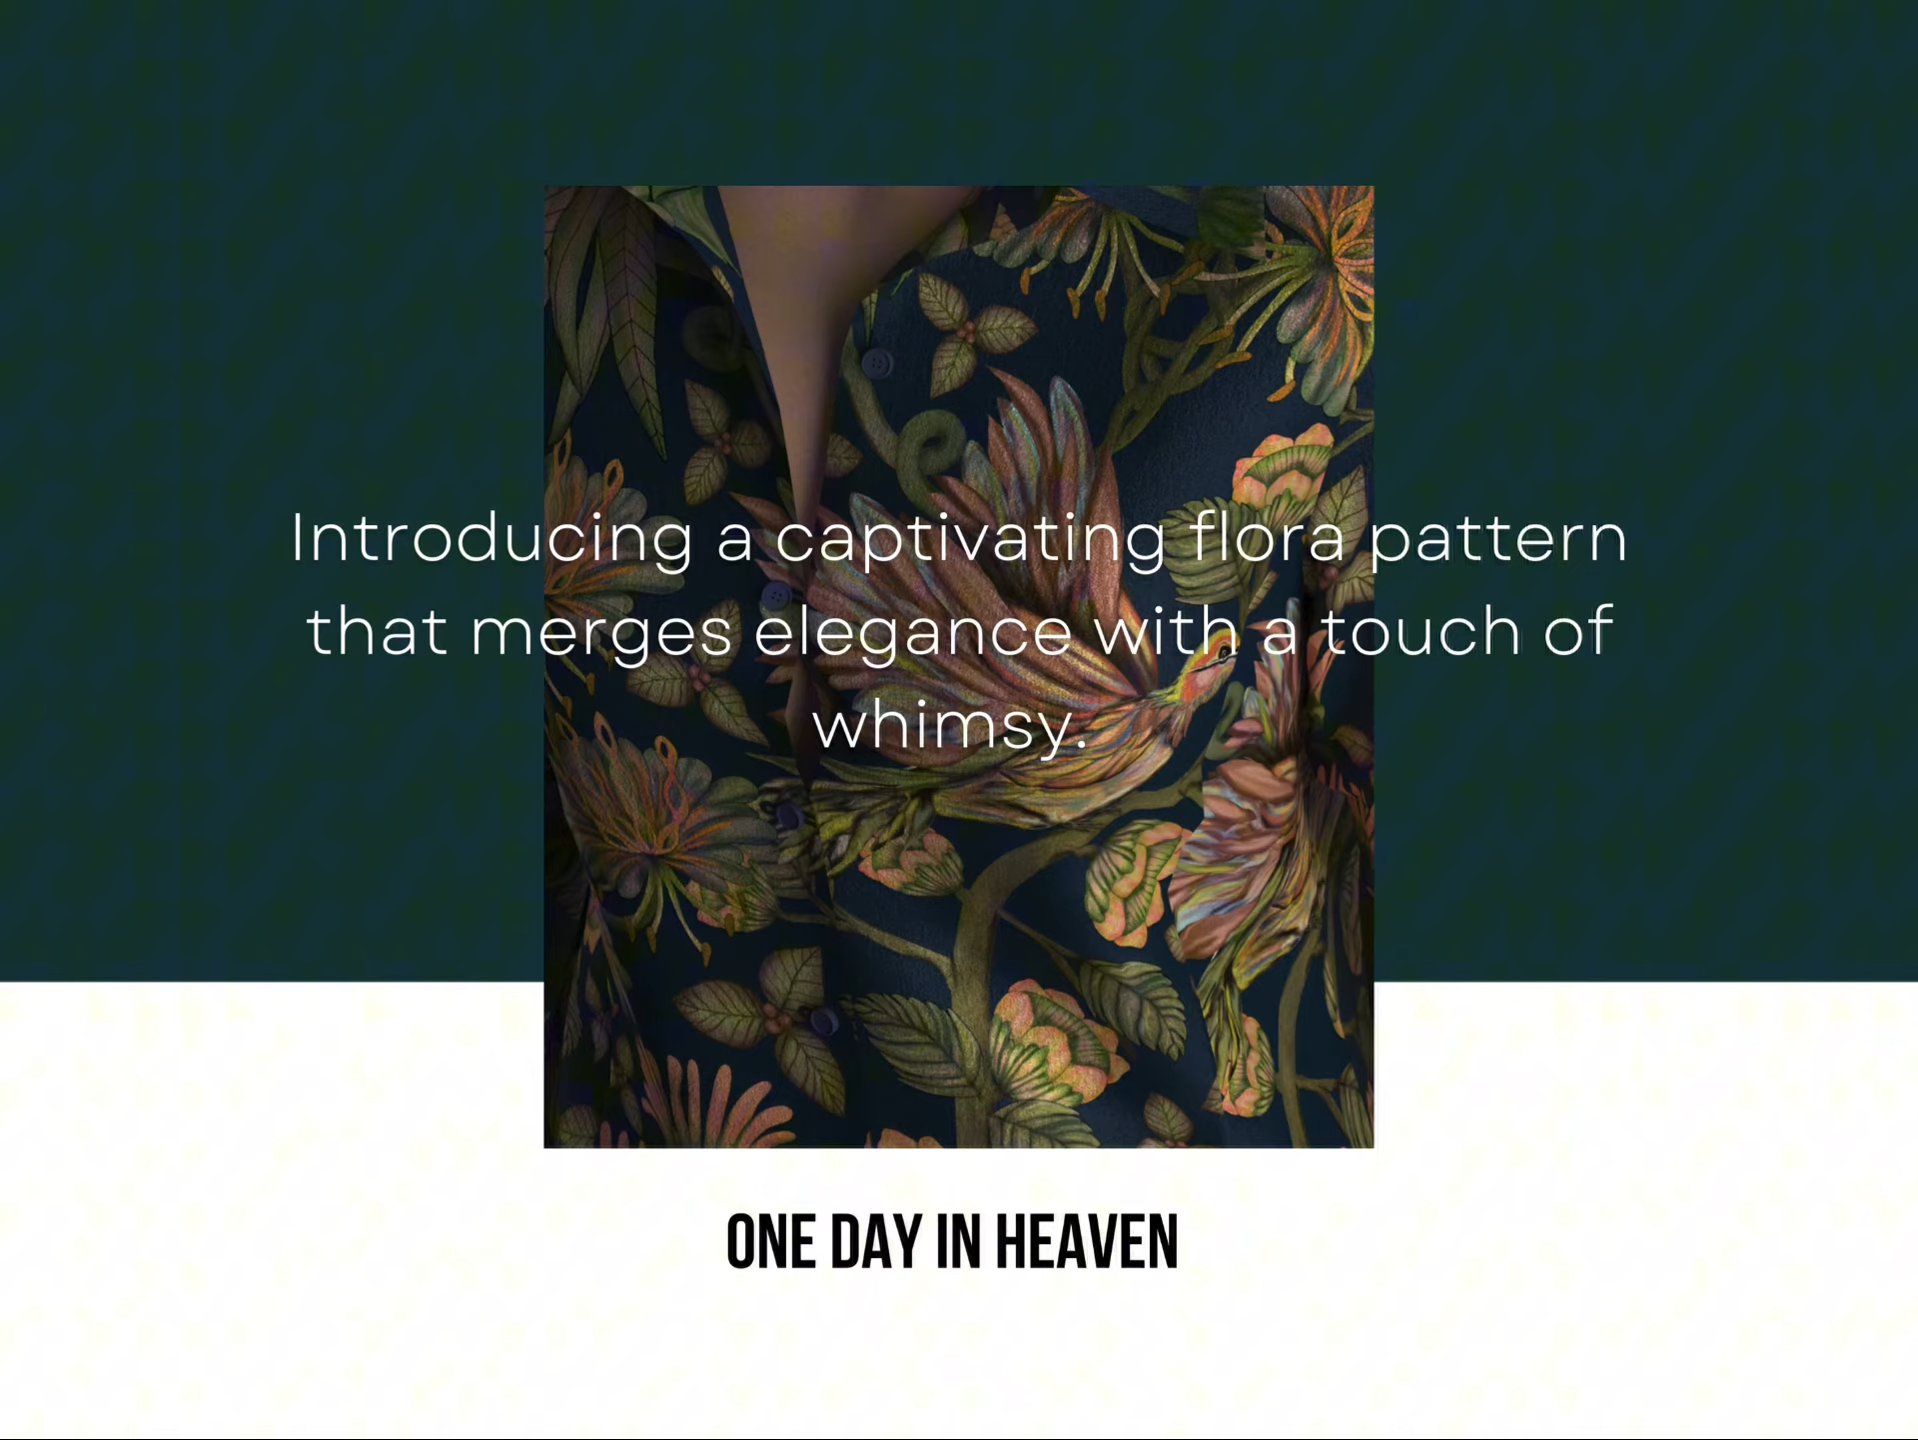 Introducing a captivating flora pattern
that merges elegance with a touch of
whimsy.
ONE DAY IN HEAVEN